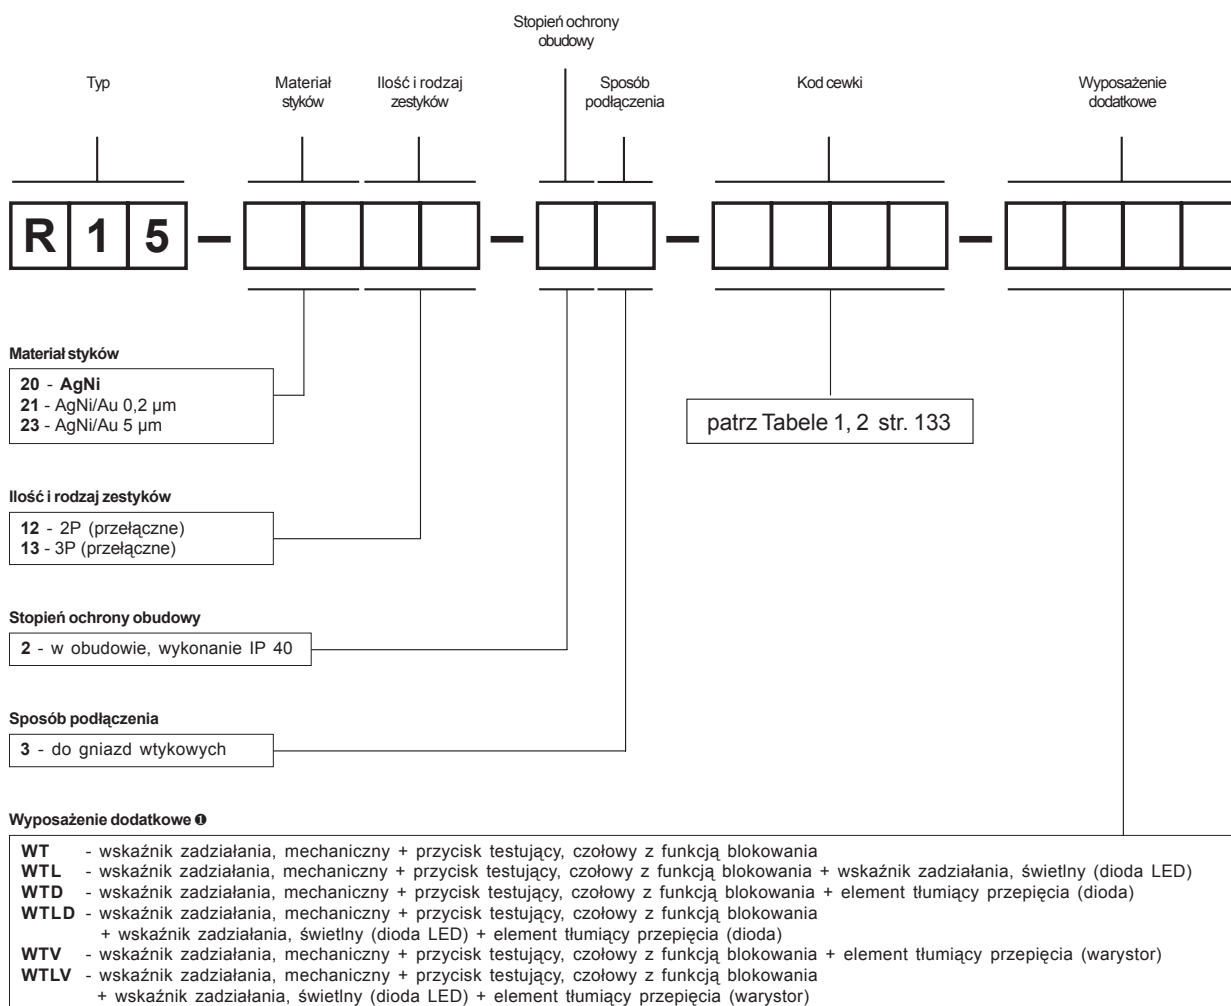 Stopień ochrony
obudowy
Typ
Materiał
styków
Ilość i rodzaj
zestyków
Sposób
podłączenia
Kod cewki
Wyposażenie
dodatkowe
R 1 5 – – – –
Materiał styków
20 - AgNi
21 - AgNi/Au 0,2 µm
23 - AgNi/Au 5 µm
patrz Tabele 1, 2 str. 133
Ilość i rodzaj zestyków
12 - 2P (przełączne)
13 - 3P (przełączne)
Stopień ochrony obudowy
2 - w obudowie, wykonanie IP 40
Sposób podłączenia
3 - do gniazd wtykowych
Wyposażenie dodatkowe ❶
WT - wskaźnik zadziałania, mechaniczny + przycisk testujący, czołowy z funkcją blokowania
WTL - wskaźnik zadziałania, mechaniczny + przycisk testujący, czołowy z funkcją blokowania + wskaźnik zadziałania, świetlny (dioda LED)
WTD - wskaźnik zadziałania, mechaniczny + przycisk testujący, czołowy z funkcją blokowania + element tłumiący przepięcia (dioda)
WTLD - wskaźnik zadziałania, mechaniczny + przycisk testujący, czołowy z funkcją blokowania
+ wskaźnik zadziałania, świetlny (dioda LED) + element tłumiący przepięcia (dioda)
WTV - wskaźnik zadziałania, mechaniczny + przycisk testujący, czołowy z funkcją blokowania + element tłumiący przepięcia (warystor)
WTLV - wskaźnik zadziałania, mechaniczny + przycisk testujący, czołowy z funkcją blokowania
+ wskaźnik zadziałania, świetlny (dioda LED) + element tłumiący przepięcia (warystor)